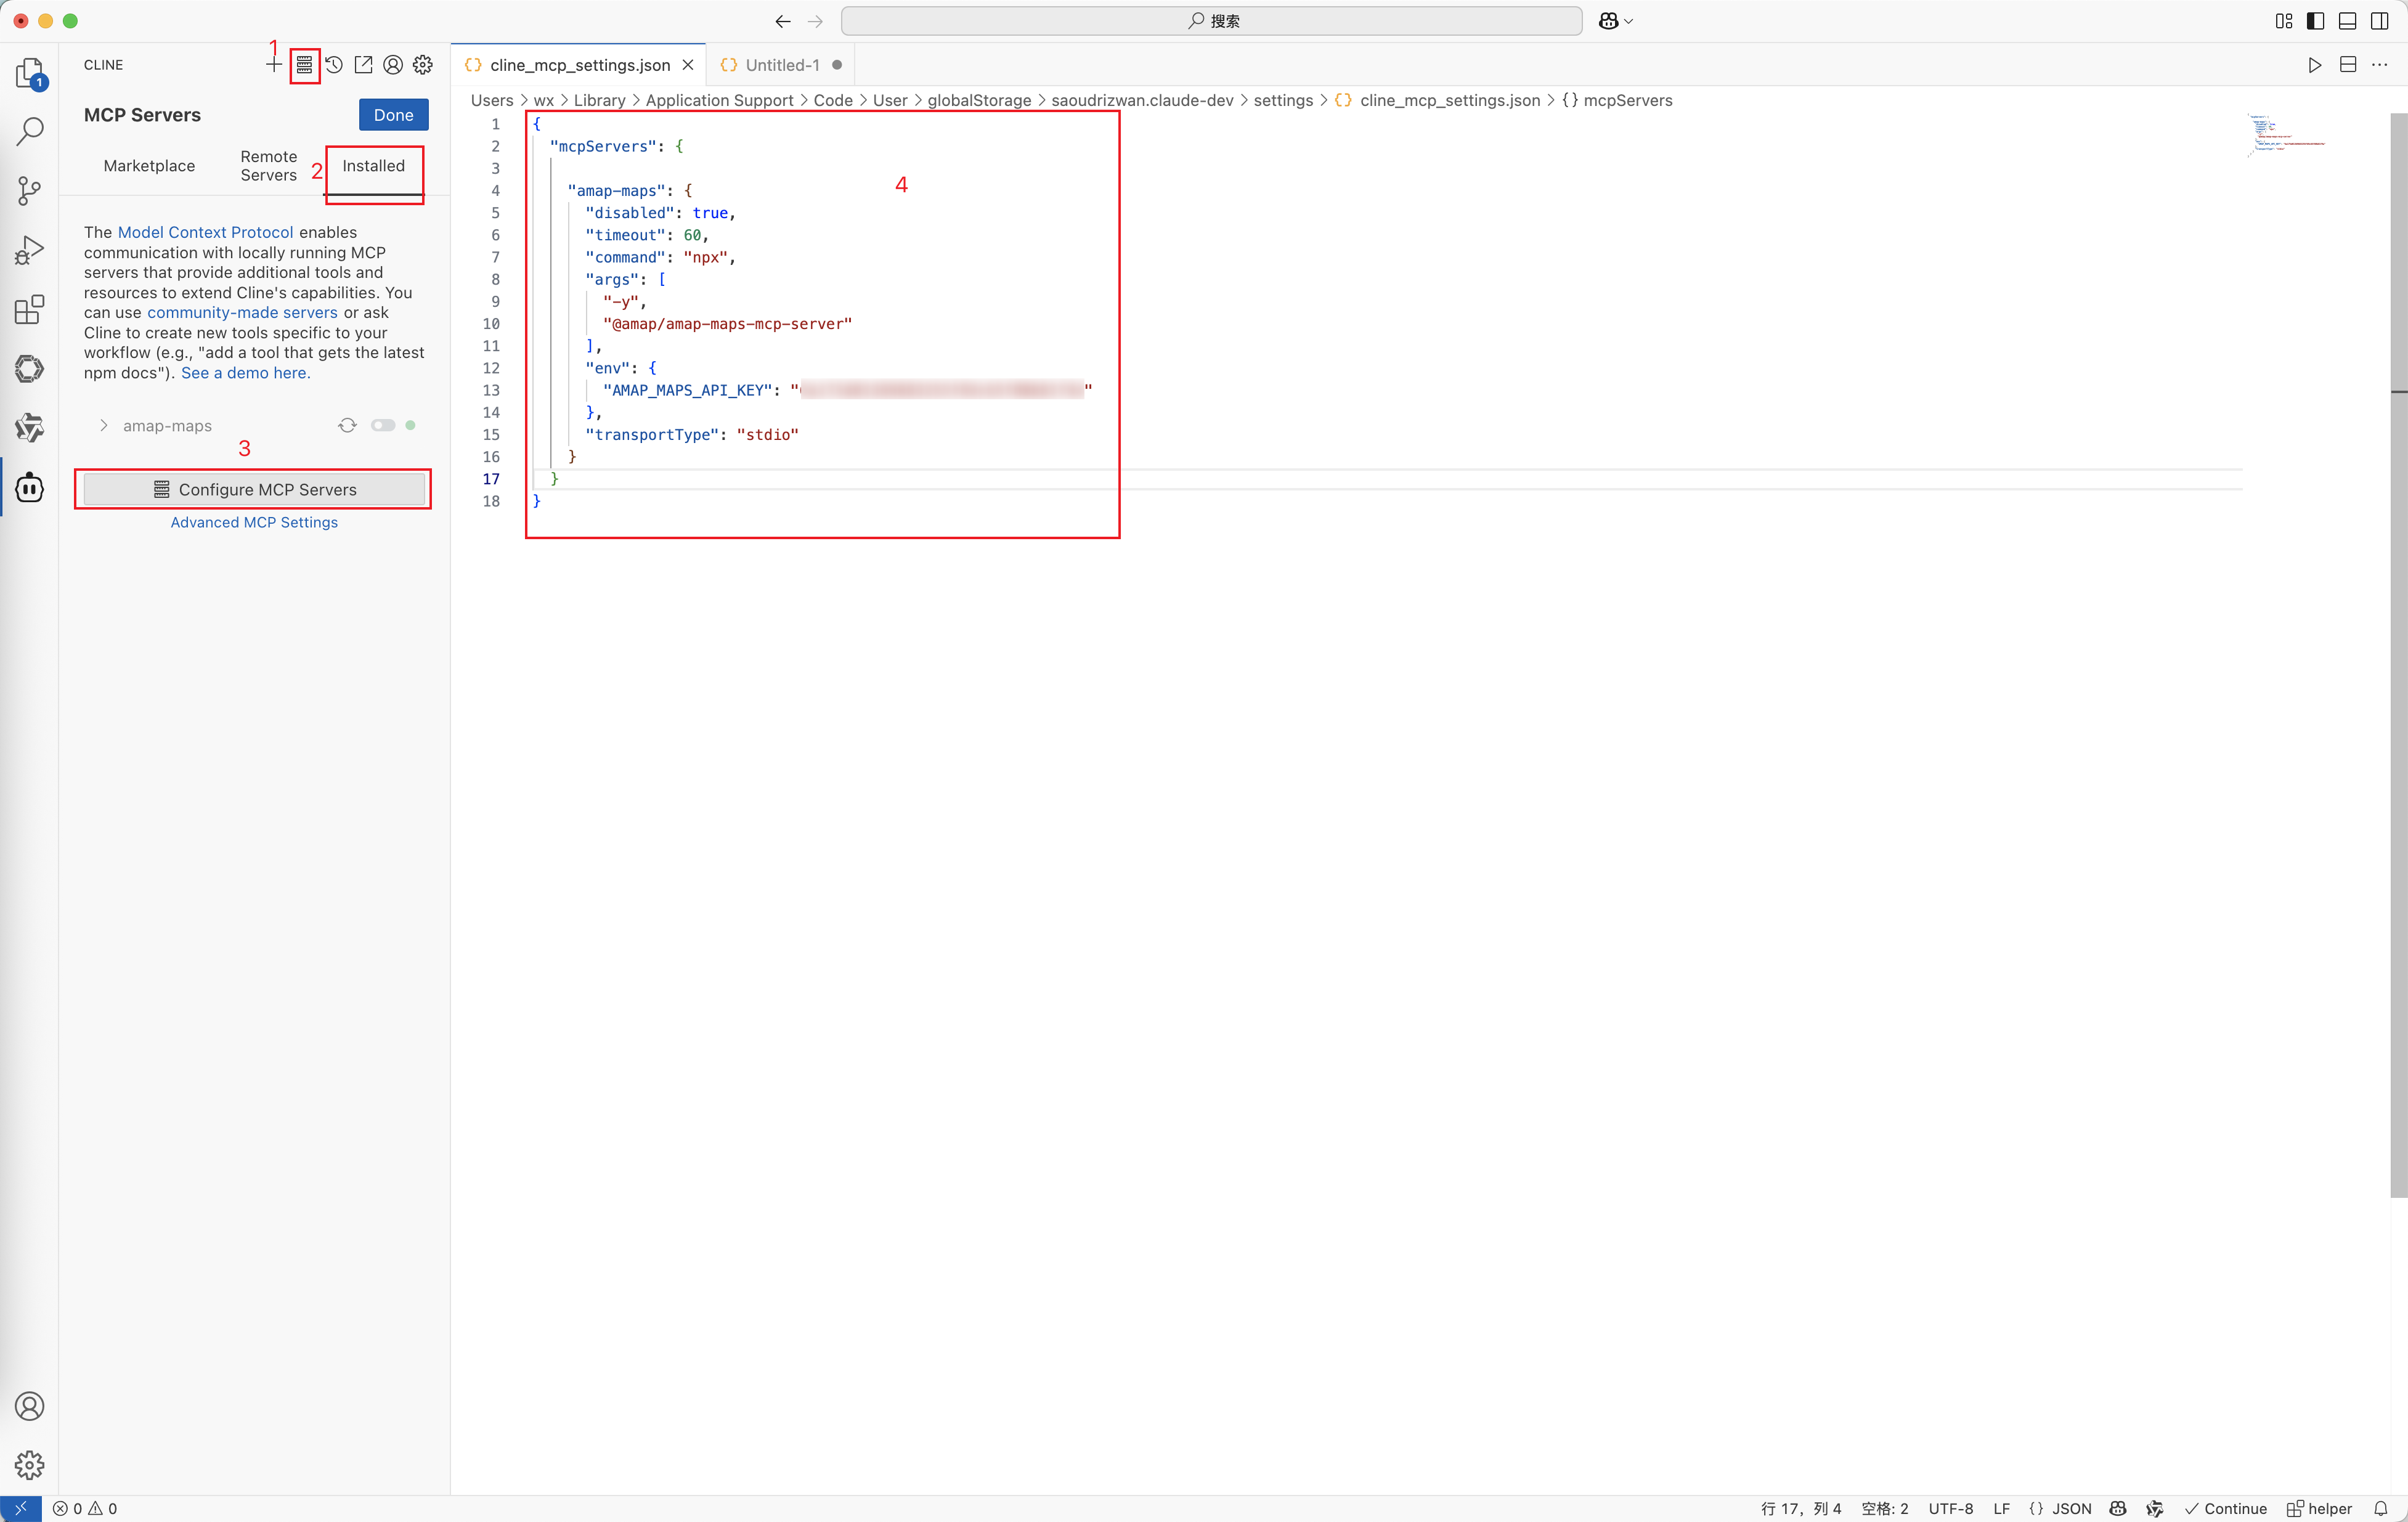 搜索
1
CLINE
MCP Servers
Done
Marketplace
Remote Servers
2
Installed
The Model Context Protocol enables
communication with locally running MCP
servers that provide additional tools and
resources to extend Cline's capabilities. You
can use community-made servers or ask
Cline to create new tools specific to your
workflow (e.g., "add a tool that gets the latest
npm docs"). See a demo here.
amap-maps
3
Configure MCP Servers
Advanced MCP Settings
1
cline_mcp_settings.json
Untitled-1
Users > wx > Library > Application Support > Code > User > globalStorage > saoudrizwan.claude-dev > settings > {} cline_mcp_settings.json > {} mcpServers
4
1 {
2 "mcpServers": {
3
4 "amap-maps": {
5 "disabled": true,
6 "timeout": 60,
7 "command": "npx",
8 "args": [
9 "-y",
10 "@amap/amap-maps-mcp-server"
11 ],
12 "env": {
13 "AMAP_MAPS_API_KEY": " "
14 },
15 "transportType": "stdio"
16 }
17 }
18 }
0 0
行 17，列 4 空格: 2 UTF-8 LF {} JSON Continue helper